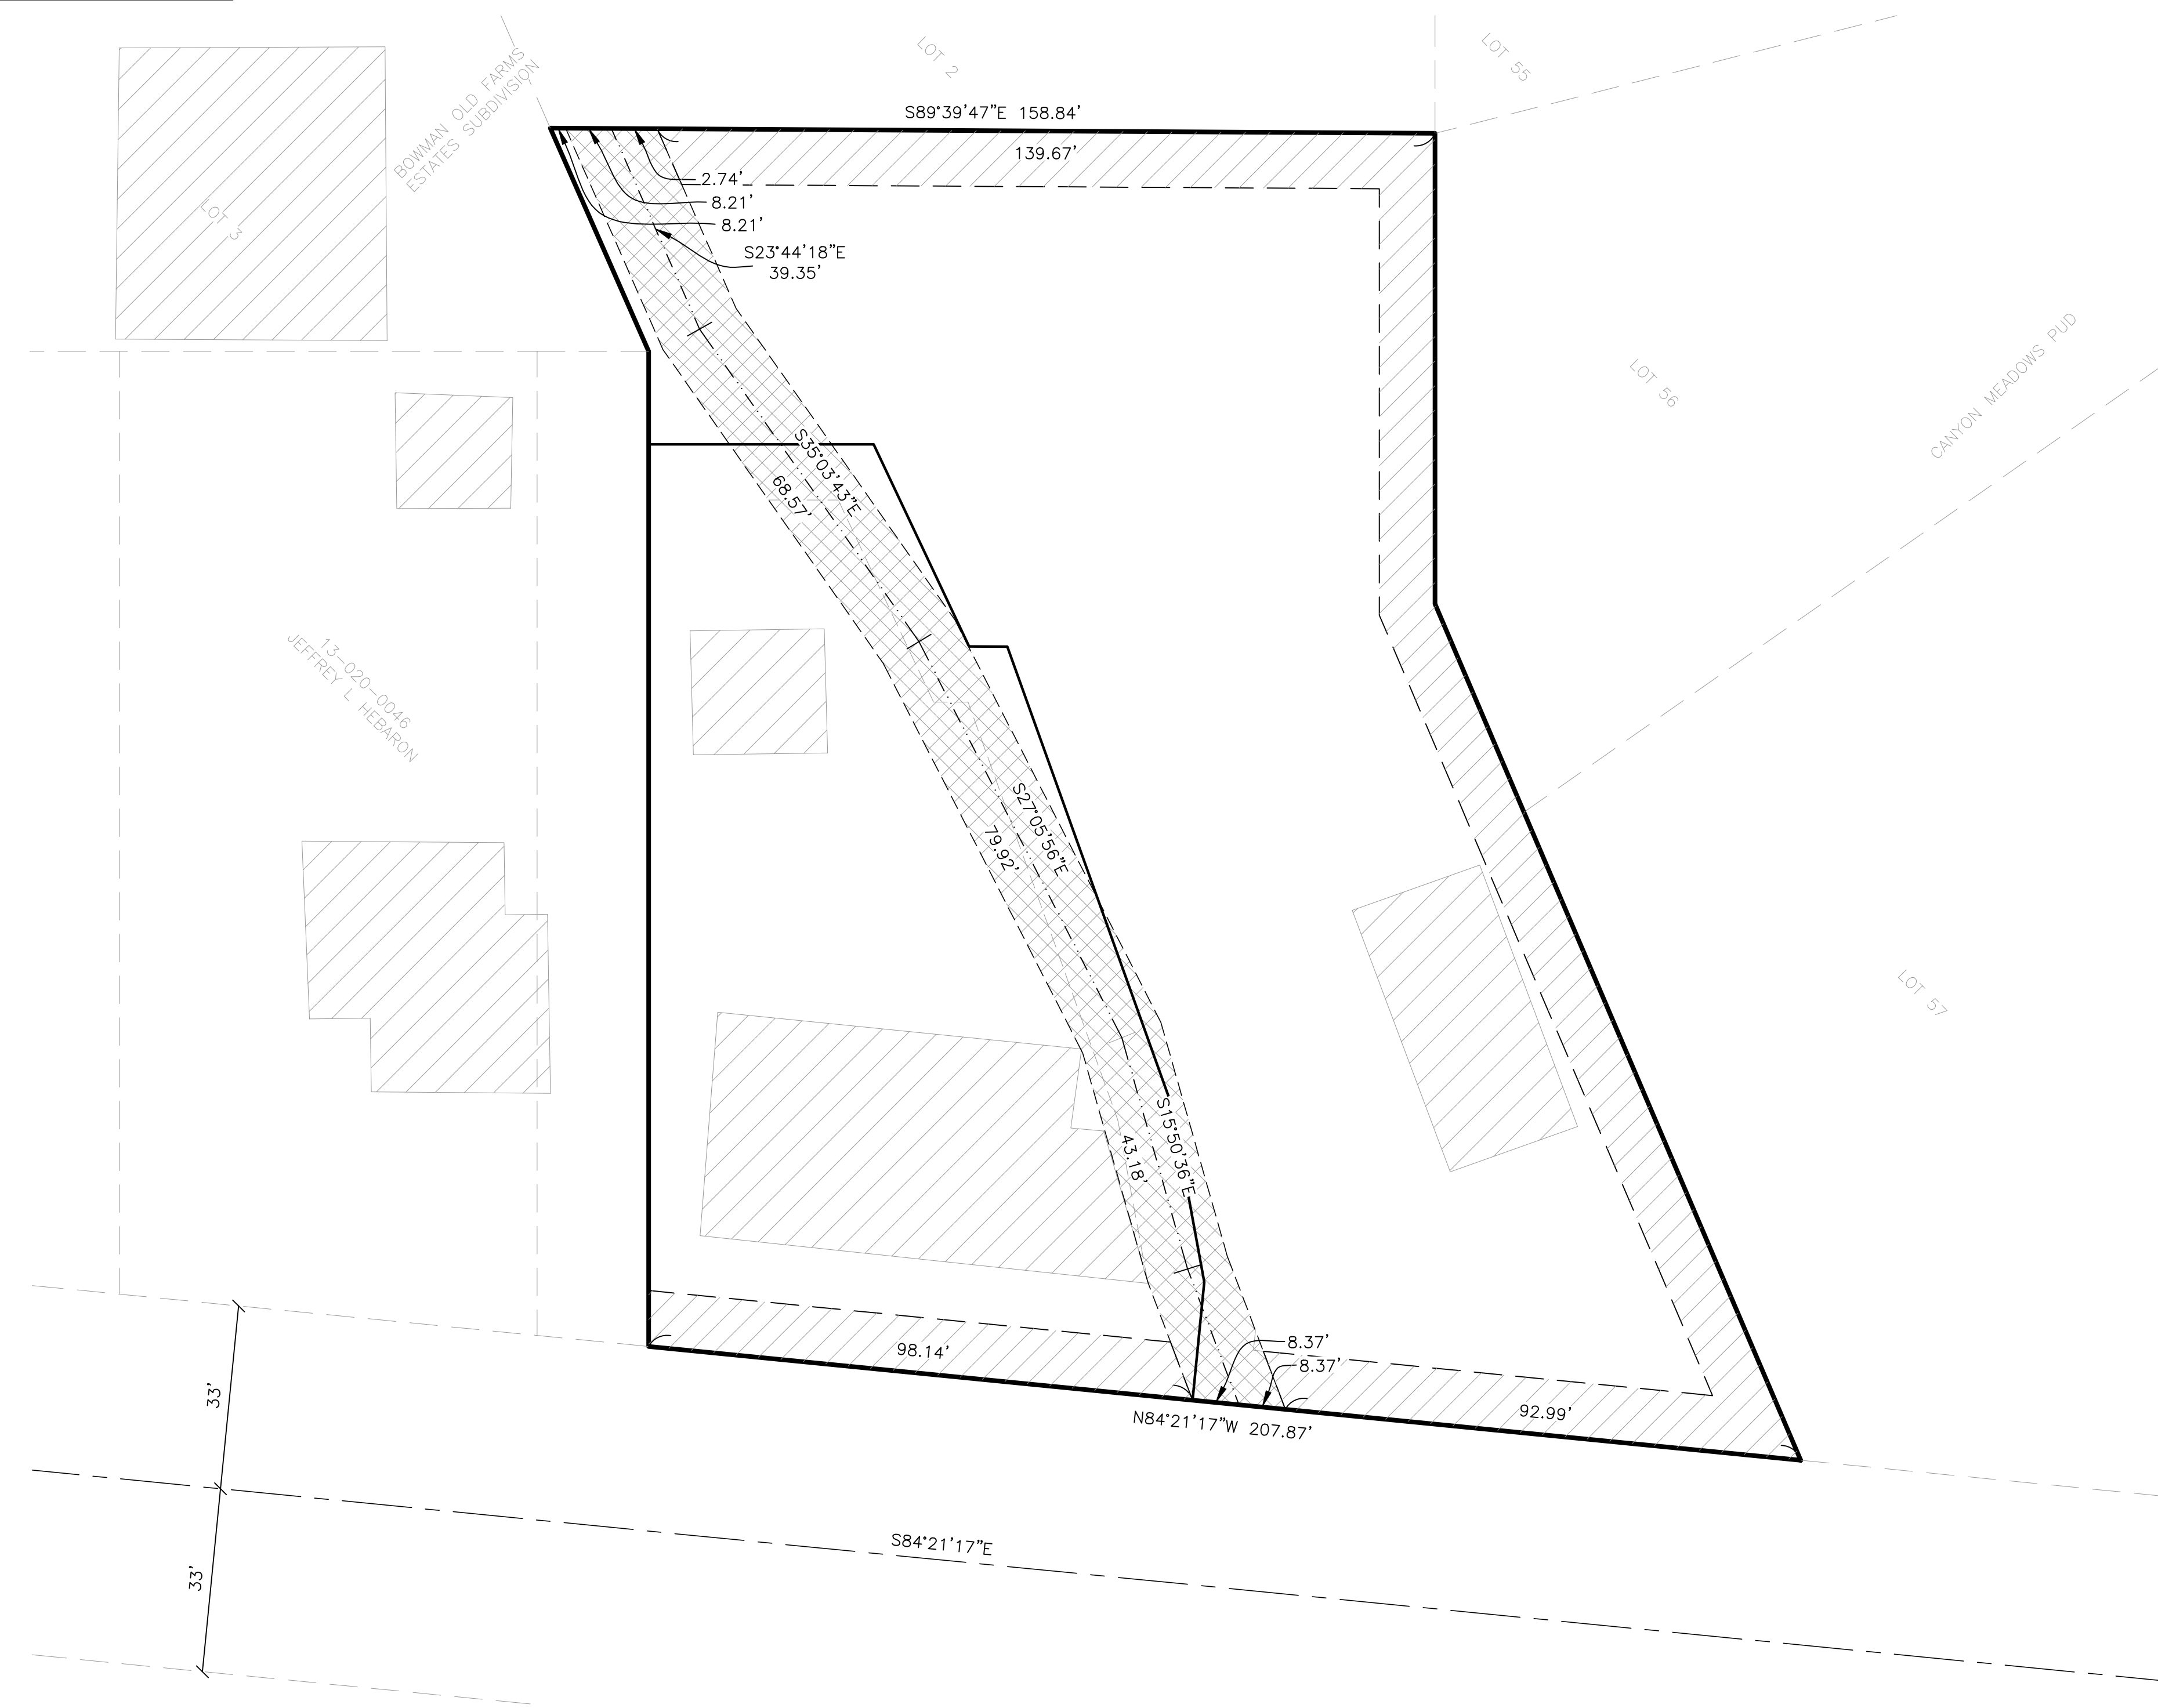 LOT 2
LOT 55
BOWMAN OLD FARMS
ESTATES SUBDIVISION
S89°39'47"E 158.84'
139.67'
2.74'
8.21'
8.21'
LOT 3
S23°44'18"E
39.35'
LOT 56
CANYON MEADOWS PUD
S35°03'43"E
68.57'
13-020-0046
JEFFREY L HEBARON
S27°05'56"E
79.92'
LOT 57
S15°50'36"E
43.18'
8.37'
8.37'
98.14'
92.99'
N84°21'17"W 207.87'
33'
S84°21'17"E
33'